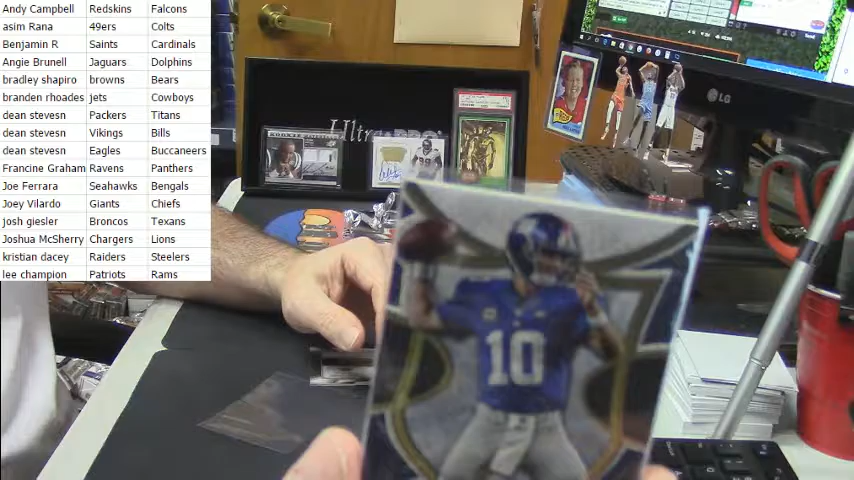 Andy Campbell Redskins Falcons
asim Rana 49ers Colts
Benjamin R Saints Cardinals
Angie Brunell Jaguars Dolphins
bradley shapiro browns Bears
branden rhoades jets Cowboys
dean stevesn Packers Titans
dean stevesn Vikings Bills
dean stevesn Eagles Buccaneers
Francine Graham Ravens Panthers
Joe Ferrara Seahawks Bengals
Joey Vilardo Giants Chiefs
josh giesler Broncos Texans
Joshua McSherry Chargers Lions
kristian dacey Raiders Steelers
lee champion Patriots Rams
Ultra PRO
LG
10